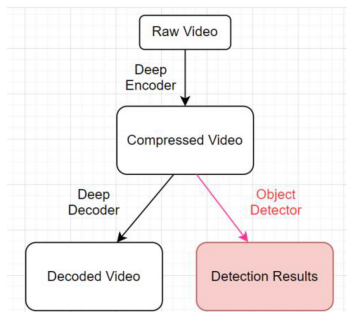 Raw Video
Deep
Encoder
Compressed Video
Deep
Decoder
Object
Detector
Decoded Video
Detection Results